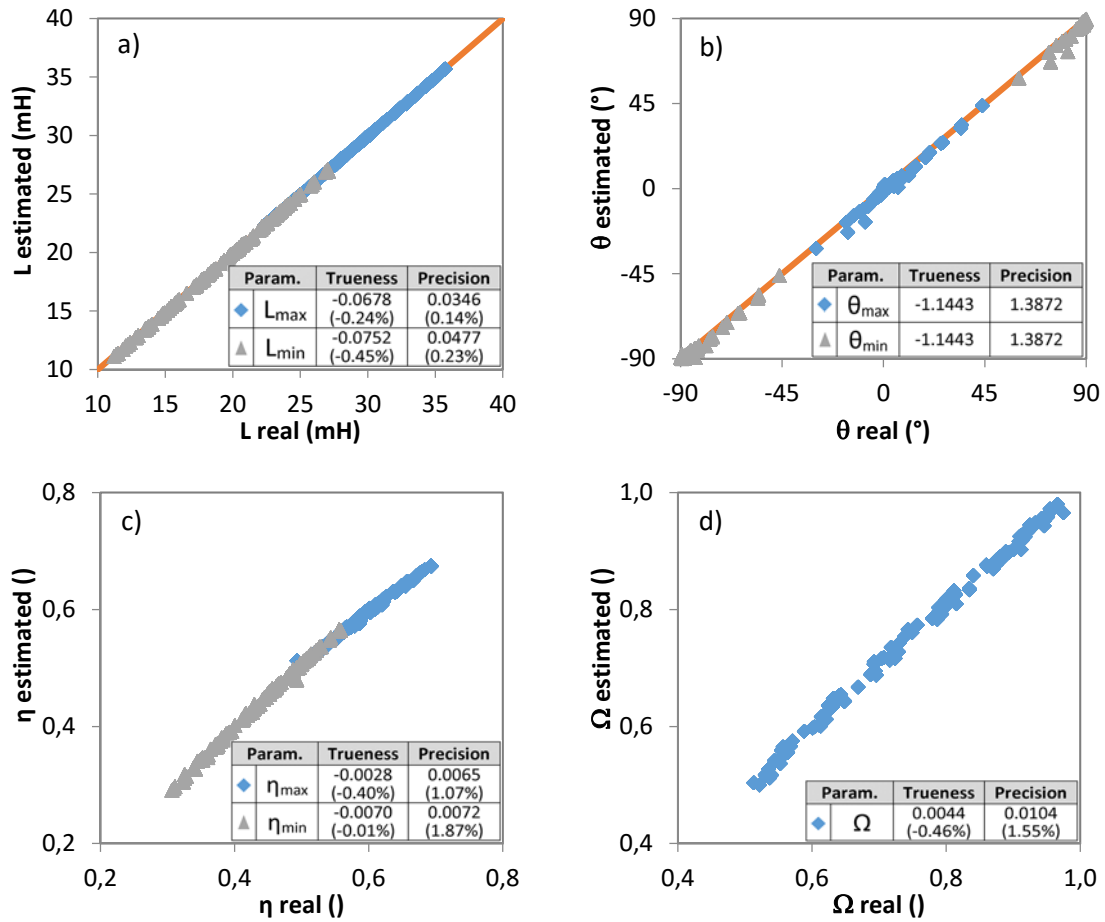 a)
L estimated (mH)
40
35
30
25
20
15
10
10 15 20 25 30 35 40
L real (mH)
Param. Trueness Precision
Lmax -0.0678 (-0.24%) 0.0346 (0.14%)
Lmin -0.0752 (-0.45%) 0.0477 (0.23%)
b)
θ estimated (°)
90
45
0
-45
-90
-90 -45 0 45 90
θ real (°)
Param. Trueness Precision
θmax -1.1443 1.3872
θmin -1.1443 1.3872
c)
η estimated ()
0,8
0,6
0,4
0,2
0,2 0,4 0,6 0,8
η real ()
Param. Trueness Precision
ηmax -0.0028 (-0.40%) 0.0065 (1.07%)
ηmin -0.0070 (-0.01%) 0.0072 (1.87%)
d)
Ω estimated ()
1,0
0,8
0,6
0,4
0,4 0,6 0,8 1,0
Ω real ()
Param. Trueness Precision
Ω 0.0044 (-0.46%) 0.0104 (1.55%)